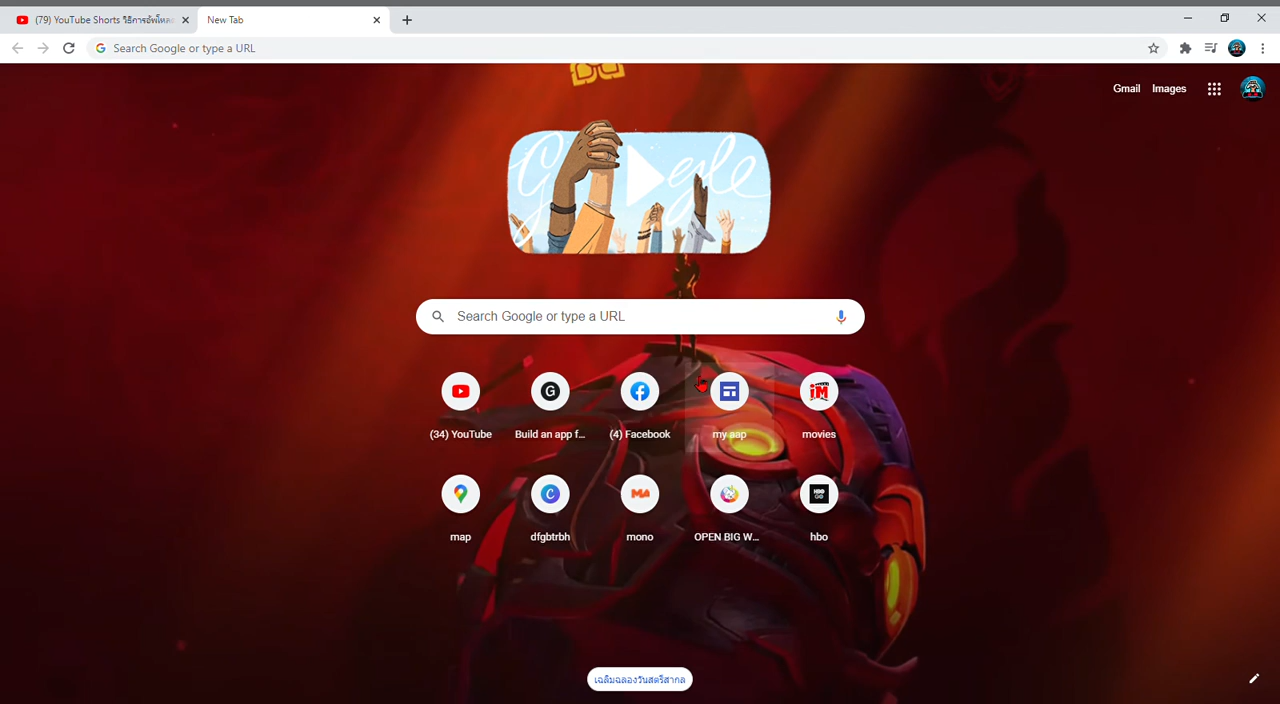 (79) YouTube Shorts วิธีการอัพโหลด
New Tab
Search Google or type a URL
Gmail
Images
Google
Search Google or type a URL
(34) YouTube
Build an app f...
(4) Facebook
my aap
movies
map
dfgbtrbh
mono
OPEN BIG W...
hbo
เฉลิมฉลองวันสตรีสากล